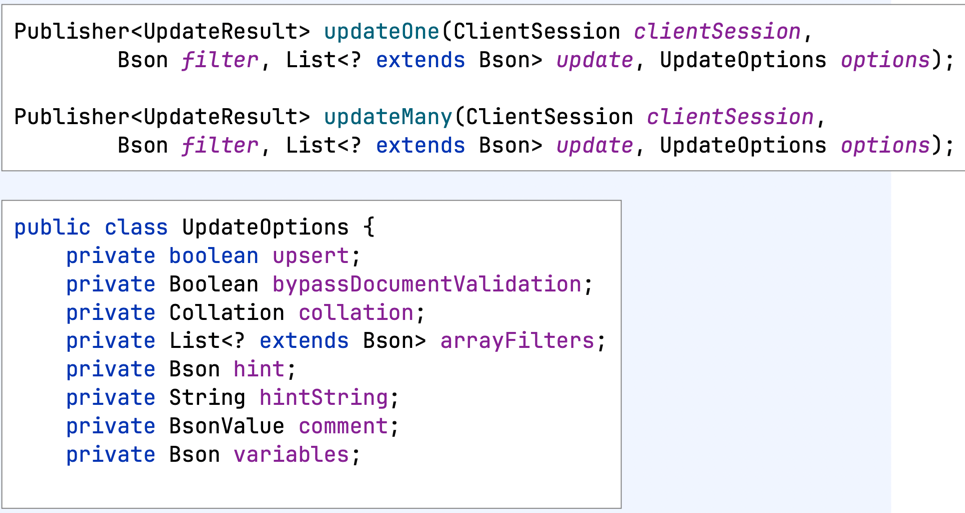 Publisher<UpdateResult> updateOne(ClientSession clientSession,
Bson filter, List<? extends Bson> update, UpdateOptions options);
Publisher<UpdateResult> updateMany(ClientSession clientSession,
Bson filter, List<? extends Bson> update, UpdateOptions options);
public class UpdateOptions {
private boolean upsert;
private Boolean bypassDocumentValidation;
private Collation collation;
private List<? extends Bson> arrayFilters;
private Bson hint;
private String hintString;
private BsonValue comment;
private Bson variables;